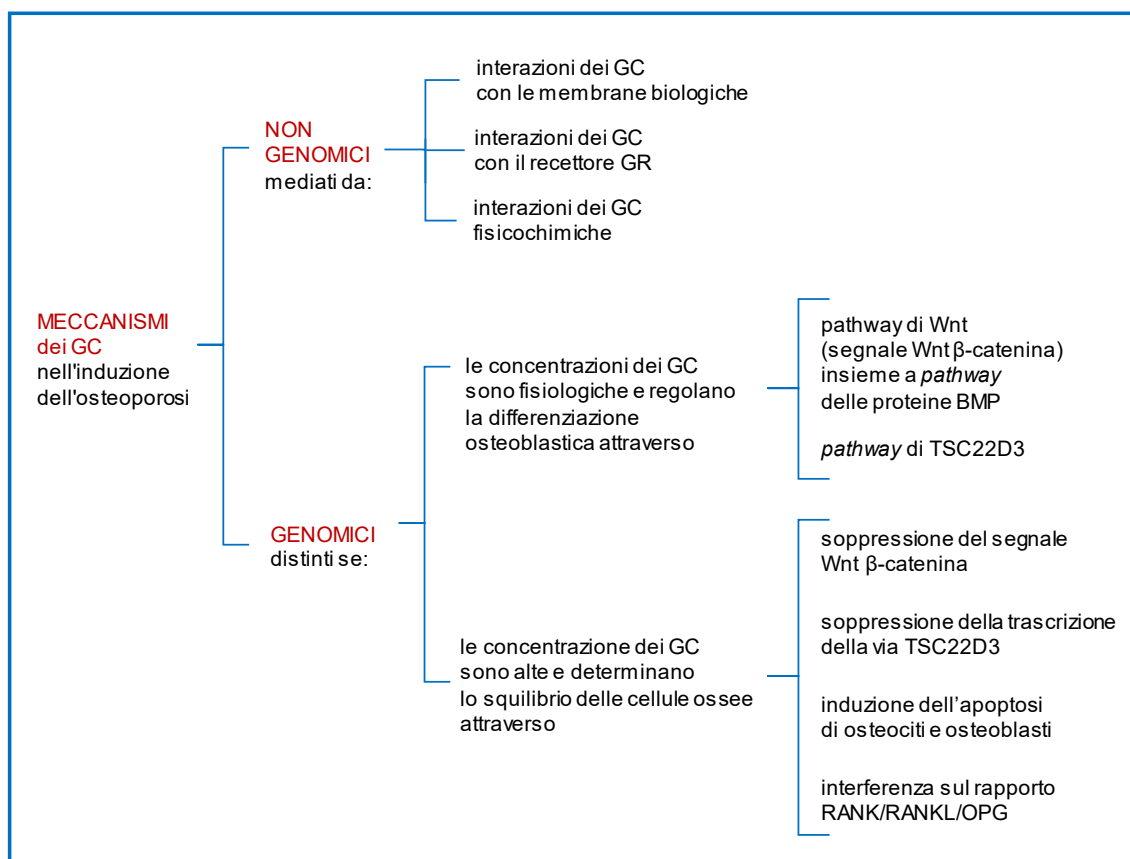 MECCANISMI
dei GC
nell'induzione
dell'osteoporosi
NON
GENOMICI
mediati da:
interazioni dei GC
con le membrane biologiche
interazioni dei GC
con il recettore GR
interazioni dei GC
fisicochimiche
GENOMICI
distinti se:
le concentrazioni dei GC
sono fisiologiche e regolano
la differenziazione
osteoblastica attraverso
pathway di Wnt
(segnale Wnt β-catenina)
insieme a pathway
delle proteine BMP
pathway di TSC22D3
le concentrazione dei GC
sono alte e determinano
lo squilibrio delle cellule ossee
attraverso
soppressione del segnale
Wnt β-catenina
soppressione della trascrizione
della via TSC22D3
induzione dell’apoptosi
di osteociti e osteoblasti
interferenza sul rapporto
RANK/RANKL/OPG